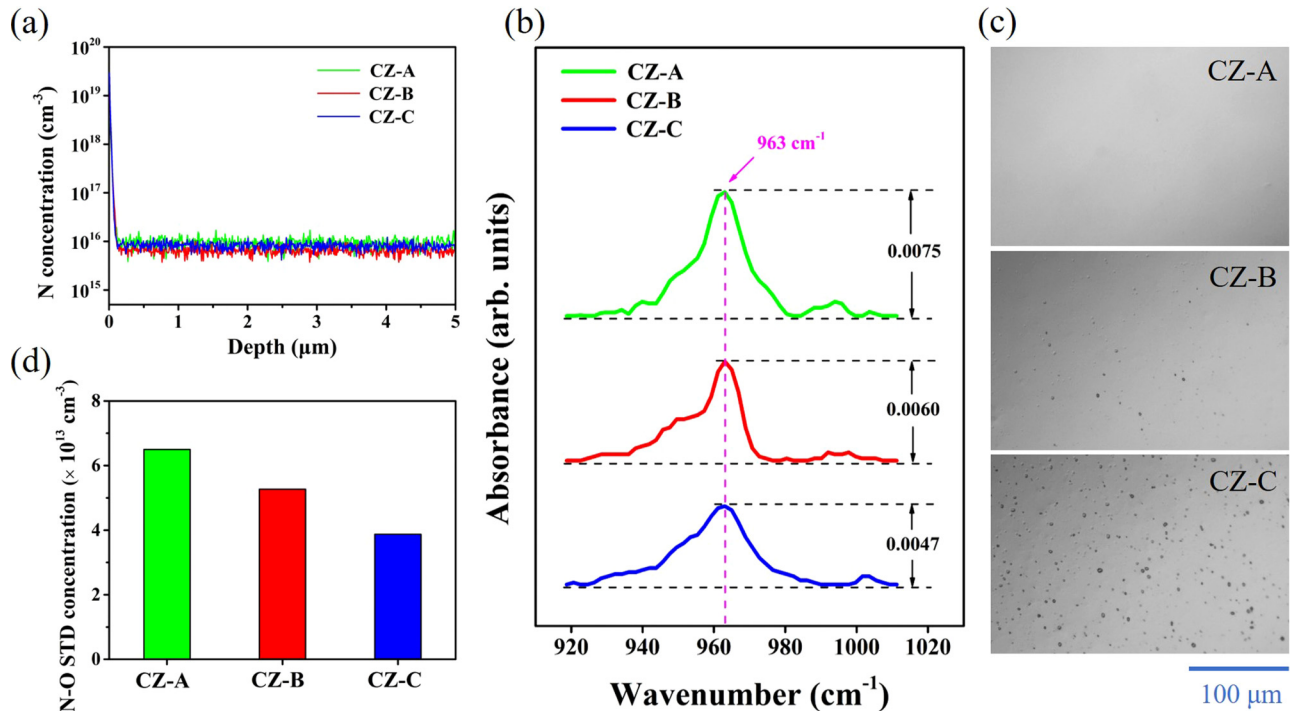 (a)
10^20
10^19
10^18
10^17
10^16
10^15
N concentration (cm^-3)
CZ-A
CZ-B
CZ-C
0 1 2 3 4 5
Depth (μm)
(b)
CZ-A
CZ-B
CZ-C
963 cm^-1
0.0075
0.0060
0.0047
Absorbance (arb. units)
920 940 960 980 1000 1020
Wavenumber (cm^-1)
(c)
CZ-A
CZ-B
CZ-C
100 μm
(d)
8
6
4
2
0
N-O STD concentration (× 10^13 cm^-3)
CZ-A CZ-B CZ-C